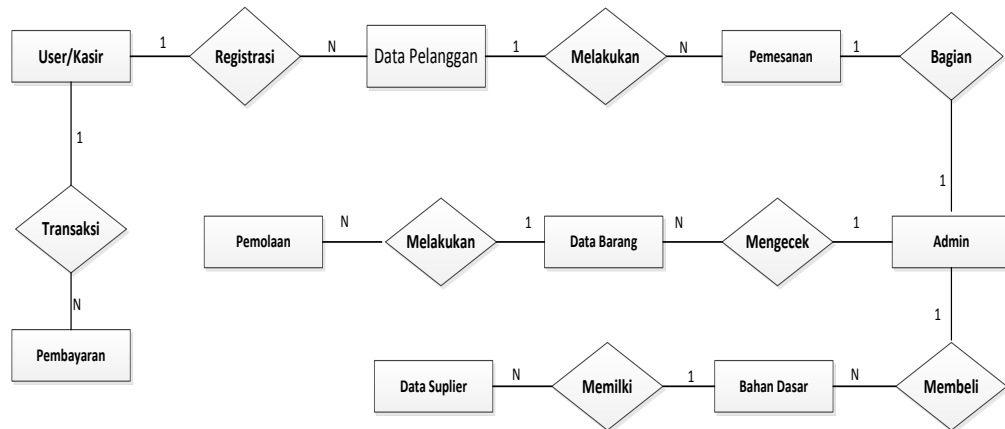 User/Kasir
1
Registrasi
N
Data Pelanggan
1
Melakukan
N
Pemesanan
1
Bagian
1
1
Transaksi
Pemolaan
N
Melakukan
1
Data Barang
N
Mengecek
1
Admin
N
1
Pembayaran
Data Suplier
N
Memilki
1
Bahan Dasar
N
Membeli